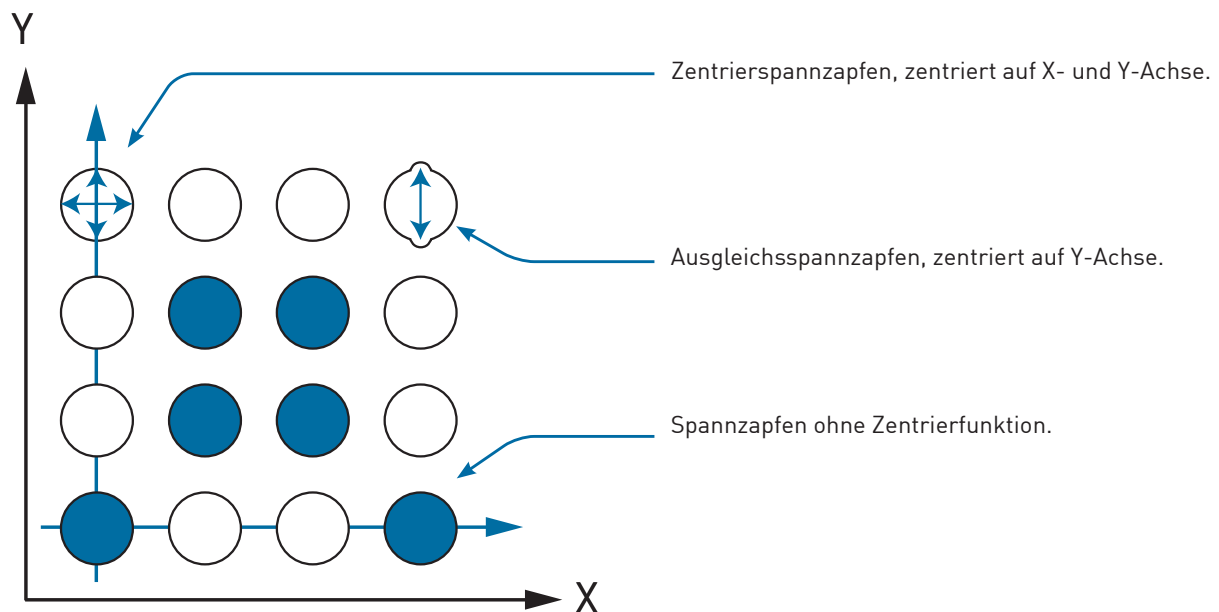 Y
Zentrierspannzapfen, zentriert auf X- und Y-Achse.
Ausgleichsspannzapfen, zentriert auf Y-Achse.
Spannzapfen ohne Zentrierfunktion.
X